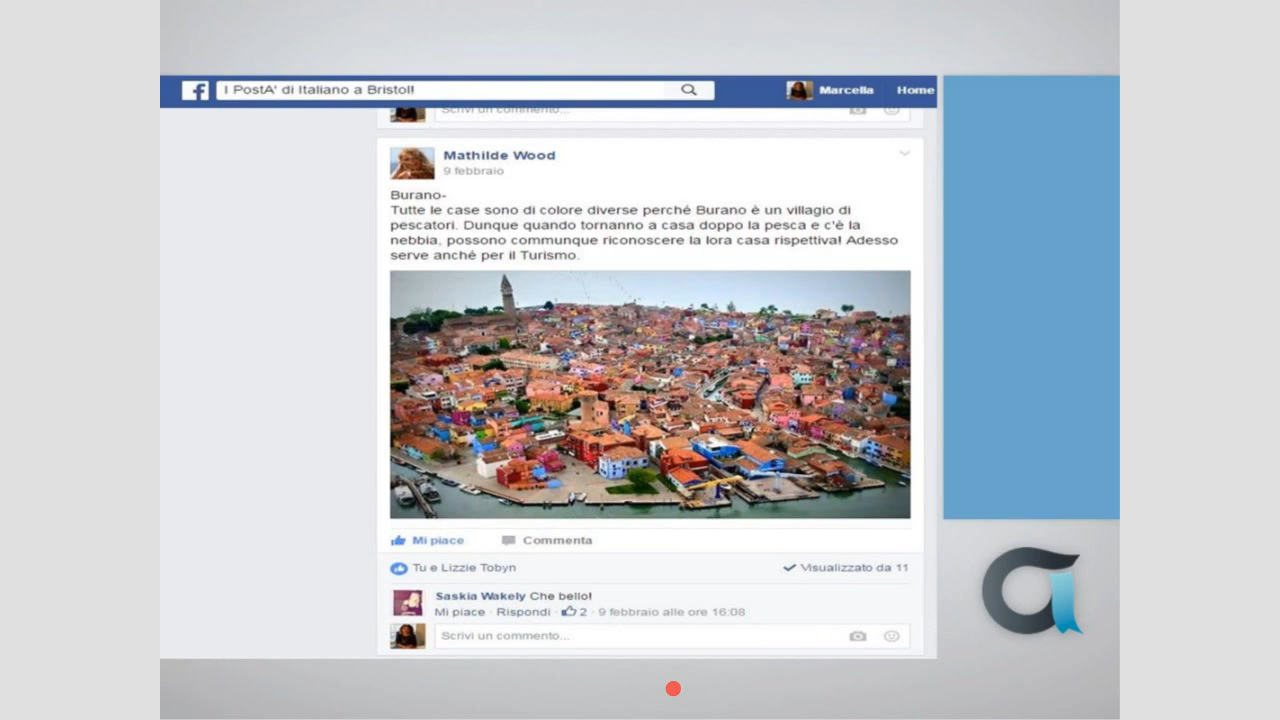 I PostA' di Italiano a Bristol!
Marcella
Home
Scrivi un commento...
Mathilde Wood
9 febbraio
Burano-
Tutte le case sono di colore diverse perché Burano è un villagio di
pescatori. Dunque quando tornanno a casa doppo la pesca e c'è la
nebbia, possono communque riconoscere la lora casa rispettiva! Adesso
serve anché per il Turismo.
Mi piace
Commenta
Tu e Lizzie Tobyn
Visualizzato da 11
Saskia Wakely Che bello!
Mi piace · Rispondi · 2 · 9 febbraio alle ore 16:08
Scrivi un commento...